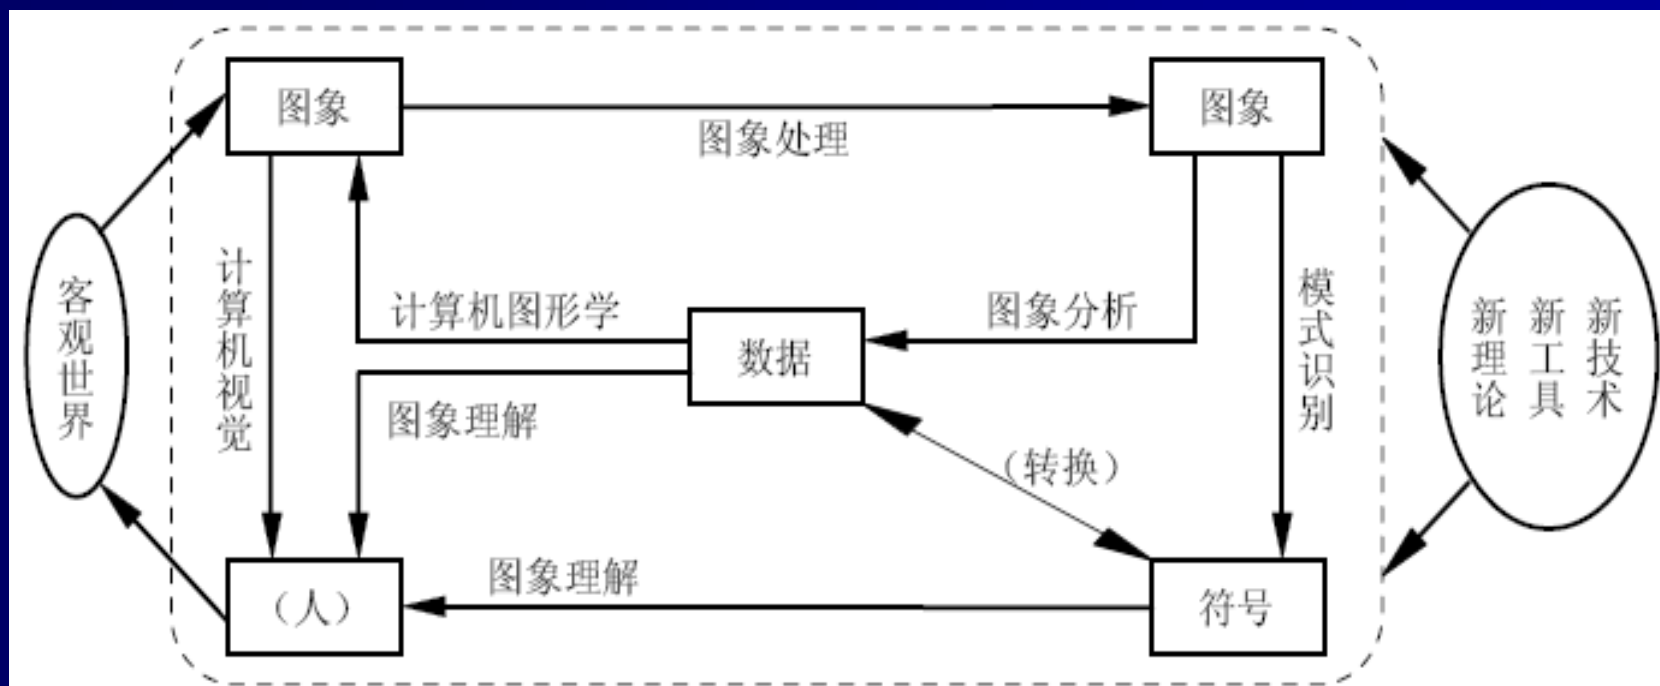 图象
图象
图象处理
计算机视觉
客观世界
计算机图形学
图象分析
模式识别
新理论
新工具
新技术
数据
图象理解
（转换）
图象理解
（人）
符号